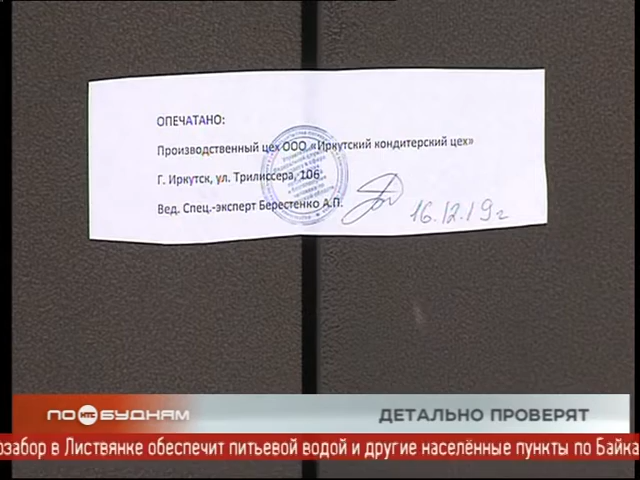 ОПЕЧАТАНО:
Производственный цех ООО «Иркутский кондитерский цех»
Г. Иркутск, ул. Трилиссера, 106.
Вед. Спец.-эксперт Берестенко А.П.
16.12.19г
ПО НТС БУДНЯМ
ДЕТАЛЬНО ПРОВЕРЯТ
озабор в Листвянке обеспечит питьевой водой и другие населённые пункты по Байка